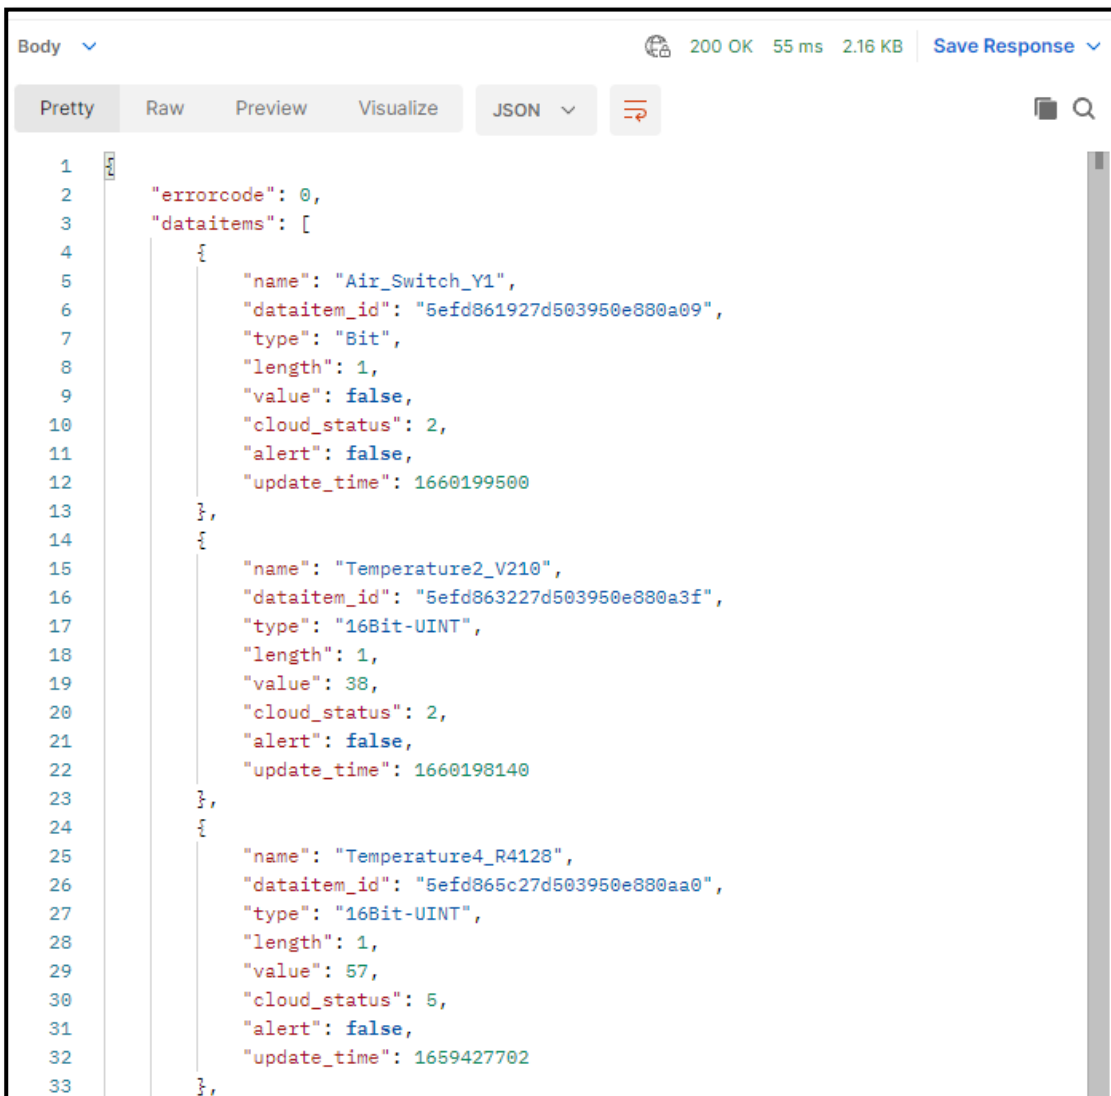 Body 200 OK 55 ms 2.16 KB Save Response
Pretty Raw Preview Visualize JSON
1 {
2 "errorcode": 0,
3 "dataitems": [
4 {
5 "name": "Air_Switch_Y1",
6 "dataitem_id": "5efd861927d503950e880a09",
7 "type": "Bit",
8 "length": 1,
9 "value": false,
10 "cloud_status": 2,
11 "alert": false,
12 "update_time": 1660199500
13 },
14 {
15 "name": "Temperature2_V210",
16 "dataitem_id": "5efd863227d503950e880a3f",
17 "type": "16Bit-UINT",
18 "length": 1,
19 "value": 38,
20 "cloud_status": 2,
21 "alert": false,
22 "update_time": 1660198140
23 },
24 {
25 "name": "Temperature4_R4128",
26 "dataitem_id": "5efd865c27d503950e880aa0",
27 "type": "16Bit-UINT",
28 "length": 1,
29 "value": 57,
30 "cloud_status": 5,
31 "alert": false,
32 "update_time": 1659427702
33 },